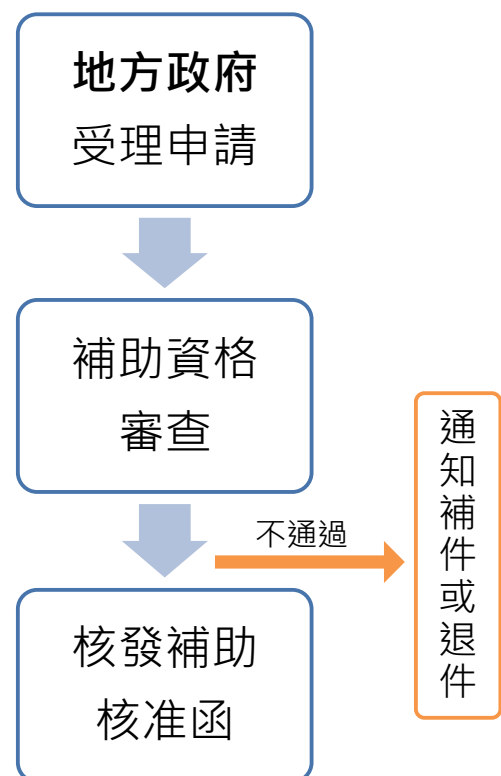 地方政府
受理申請
補助資格
審查
不通過
通知補件或退件
核發補助
核准函